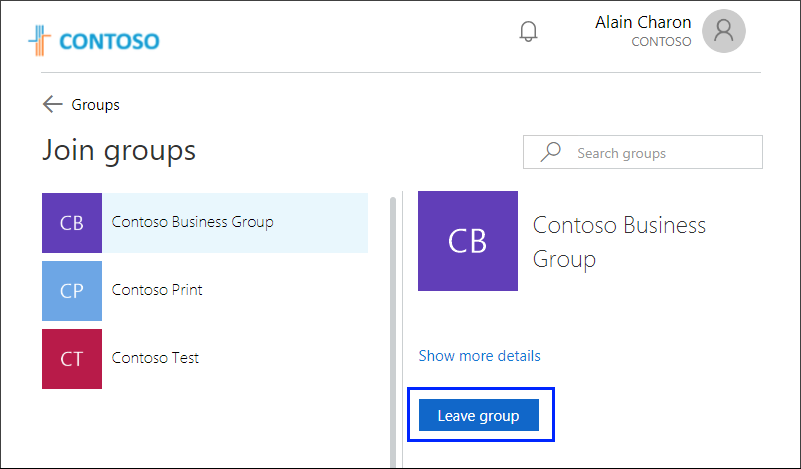 CONTOSO
Alain Charon
CONTOSO
Groups
Join groups
Search groups
CB
Contoso Business Group
CP
Contoso Print
CT
Contoso Test
CB
Contoso Business
Group
Show more details
Leave group